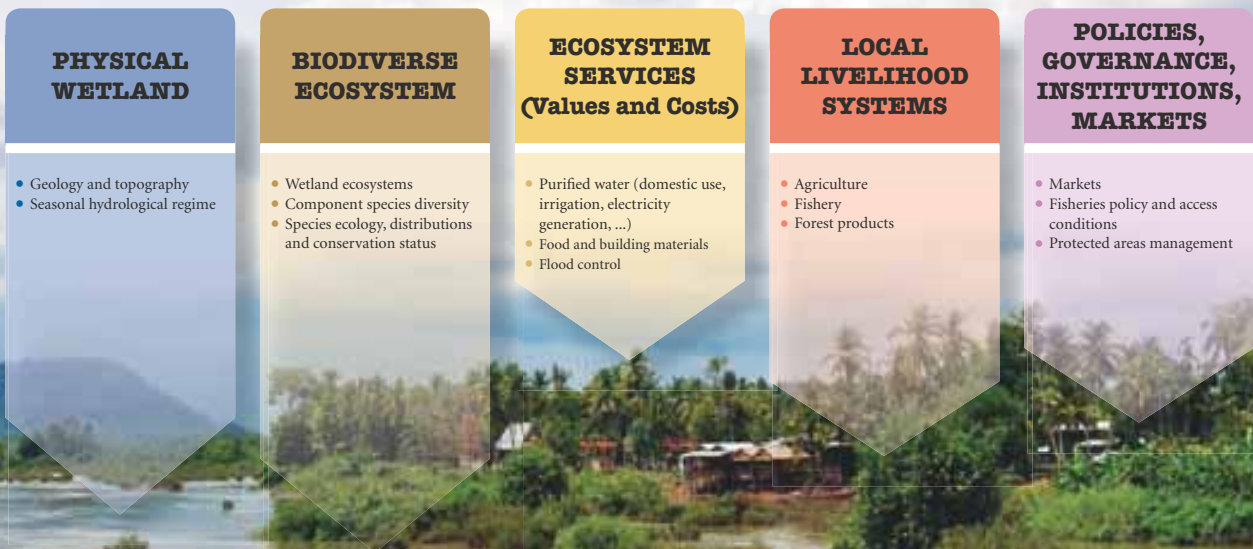 PHYSICAL
WETLAND
• Geology and topography
• Seasonal hydrological regime
BIODIVERSE
ECOSYSTEM
• Wetland ecosystems
• Component species diversity
• Species ecology, distributions
and conservation status
ECOSYSTEM
SERVICES
(Values and Costs)
• Purified water (domestic use,
irrigation, electricity
generation, ...)
• Food and building materials
• Flood control
LOCAL
LIVELIHOOD
SYSTEMS
• Agriculture
• Fishery
• Forest products
POLICIES,
GOVERNANCE,
INSTITUTIONS,
MARKETS
• Markets
• Fisheries policy and access
conditions
• Protected areas management